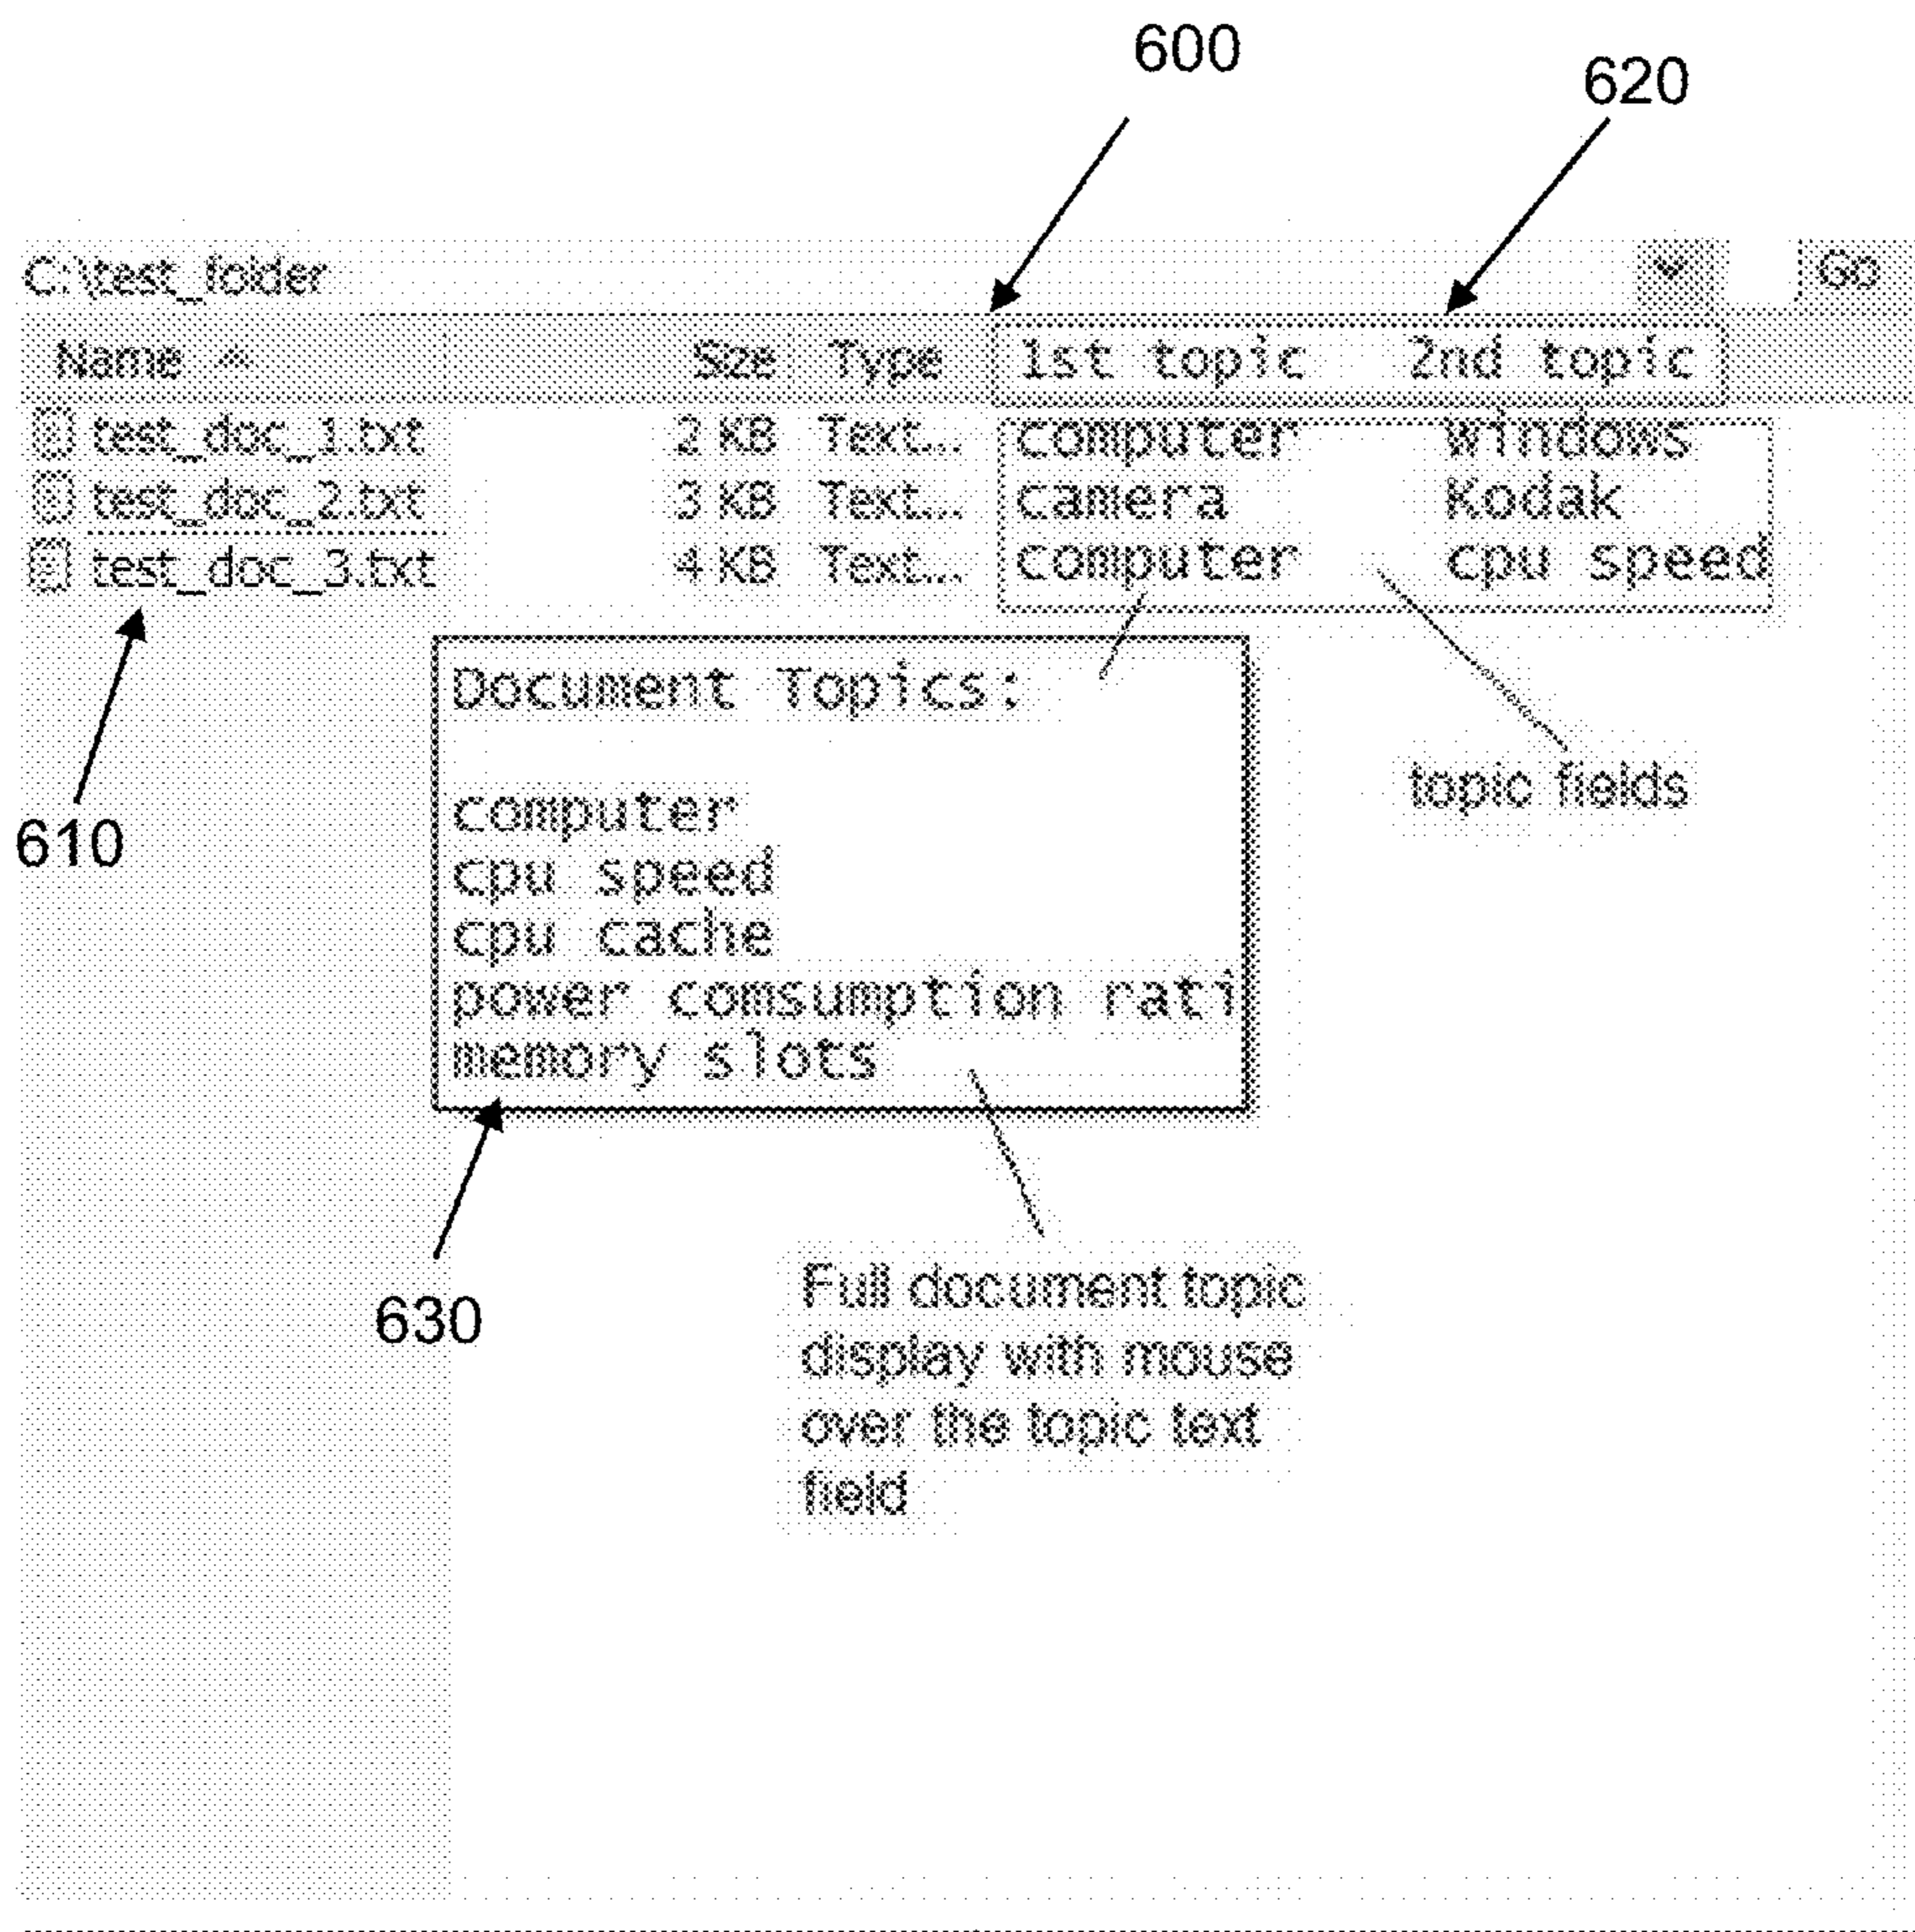 600
620
C:\test_folder Go
Name Size Type 1st topic 2nd topic
test_doc_1.txt 2 KB Text... computer windows
test_doc_2.txt 3 KB Text... camera Kodak
test_doc_3.txt 4 KB Text... computer cpu speed
Document Topics:
topic fields
computer
610
cpu speed
cpu cache
power comsumption rati
memory slots
630
Full document topic
display with mouse
over the topic text
field